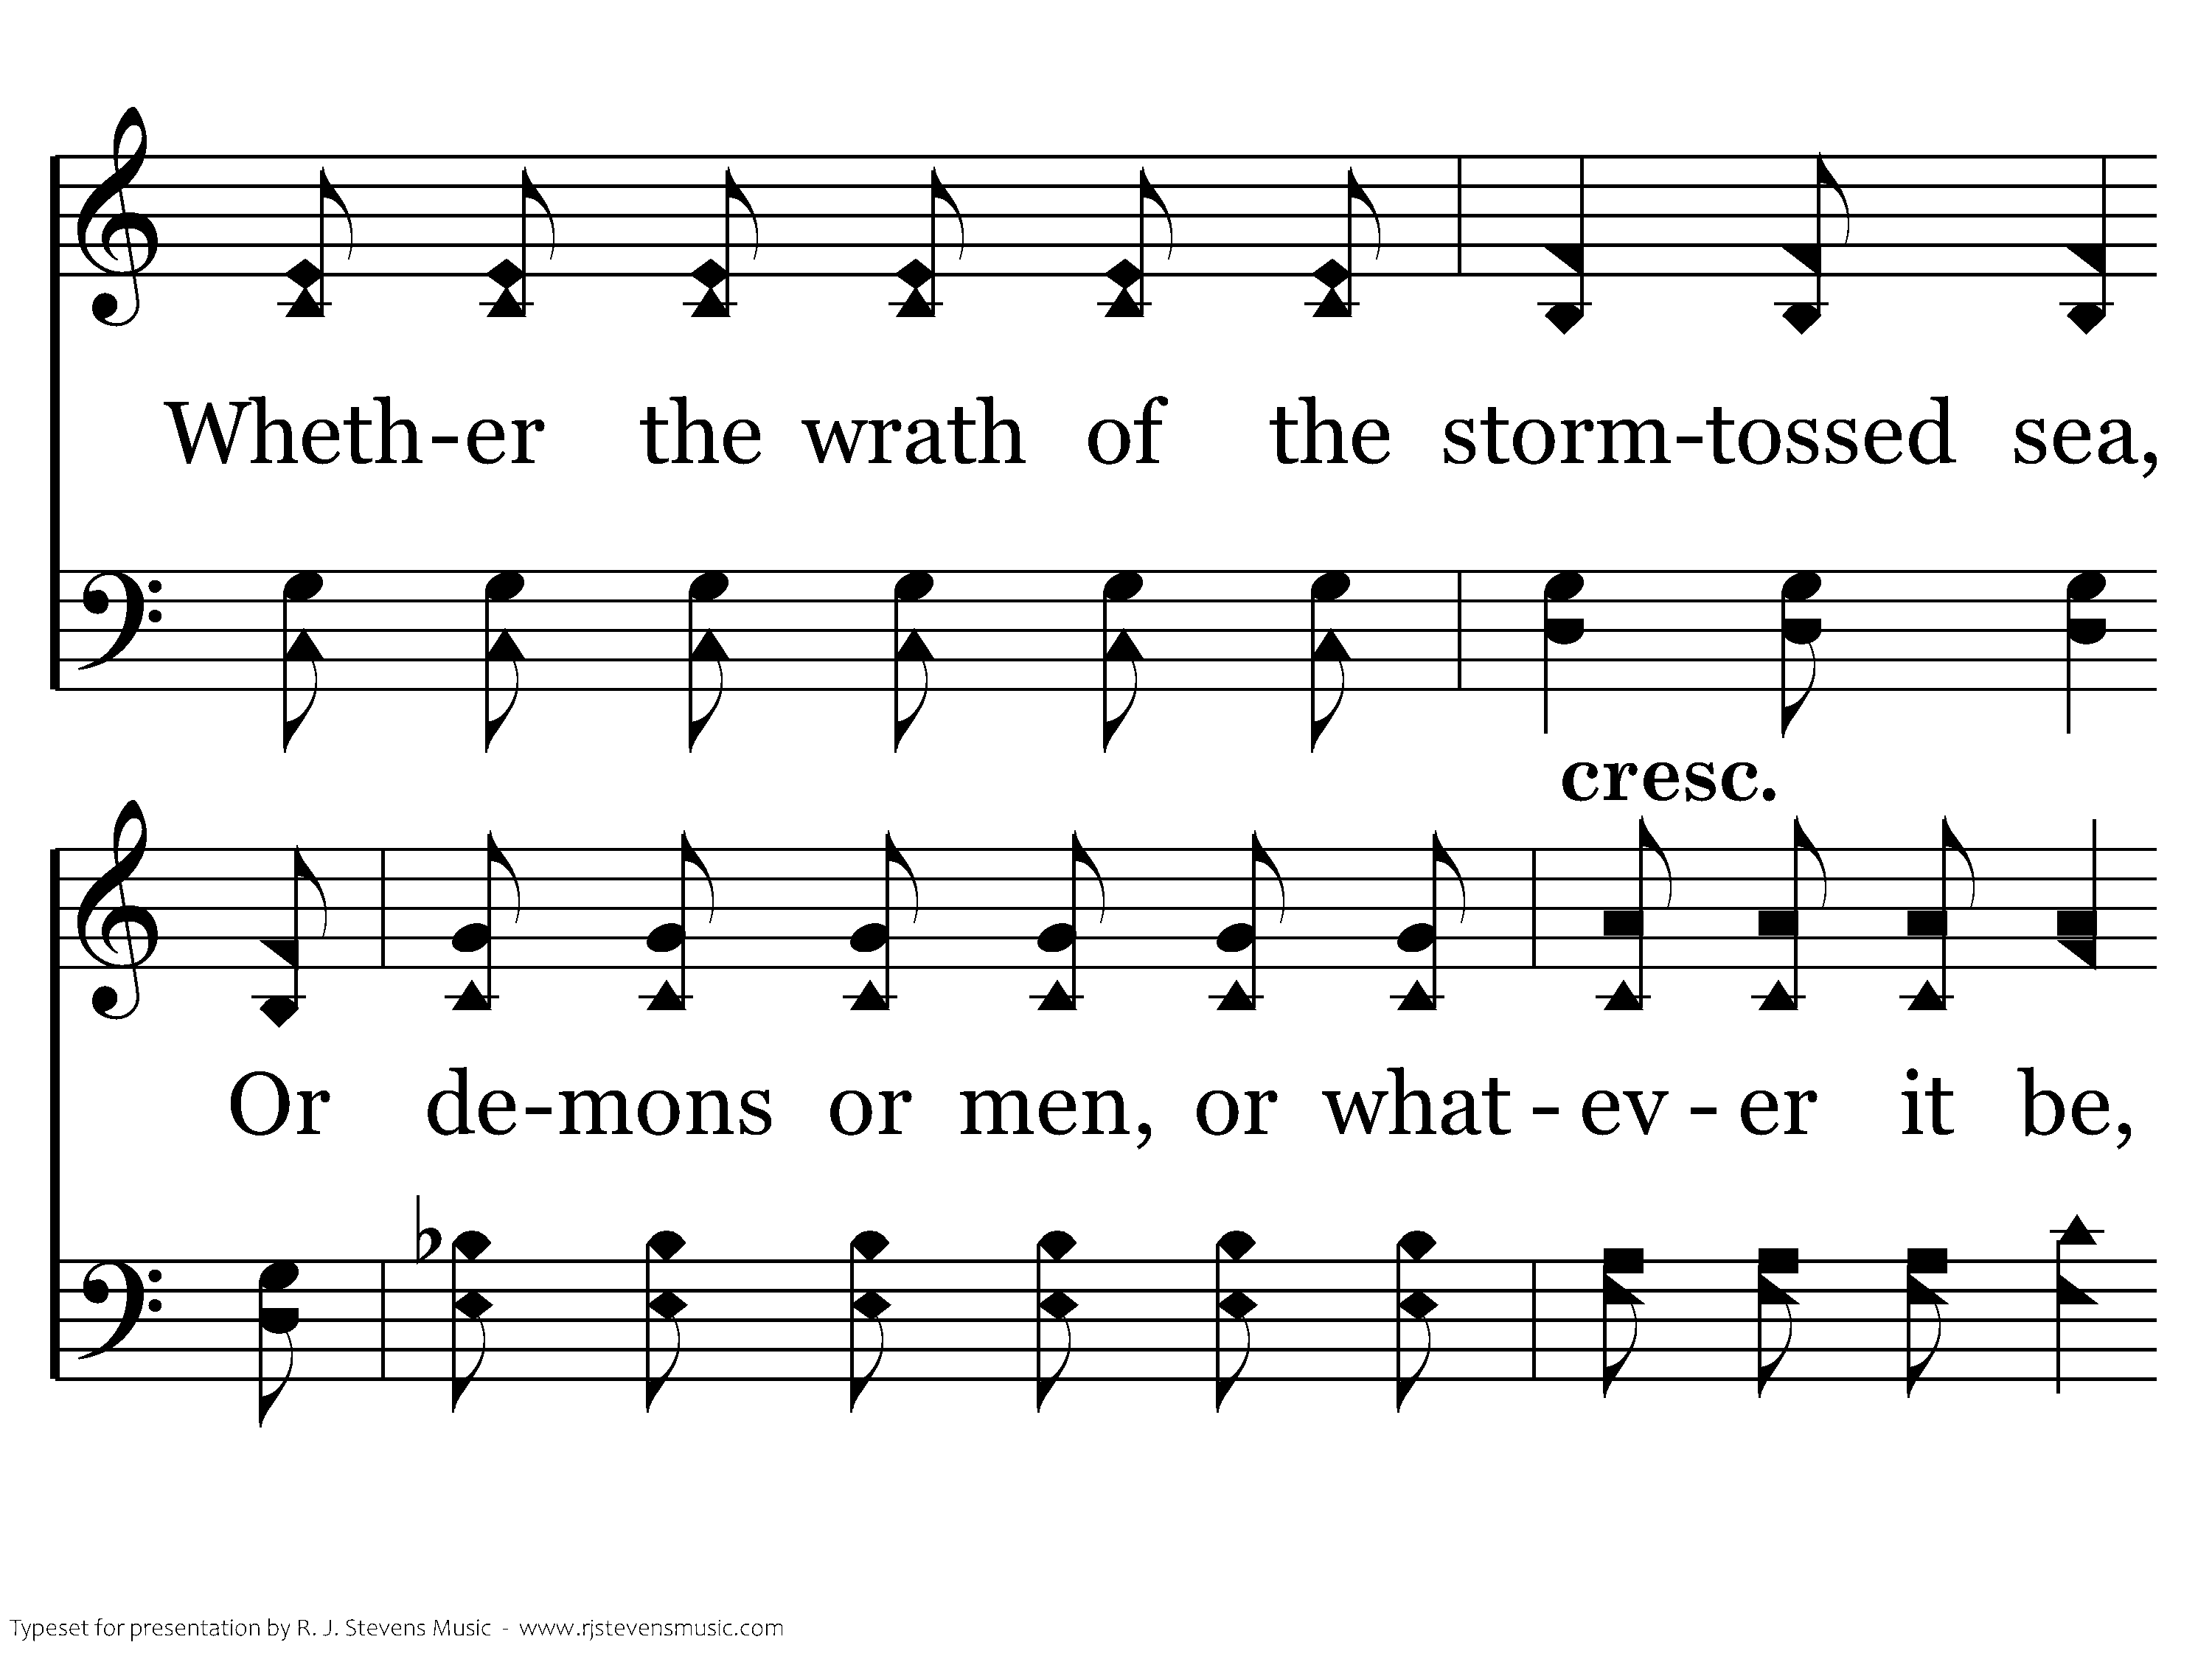 Wheth-er the wrath of the storm-tossed sea,
cresc.
Or de-mons or men, or what - ev - er it be,
Typeset for presentation by R. J. Stevens Music - www.rjstevensmusic.com